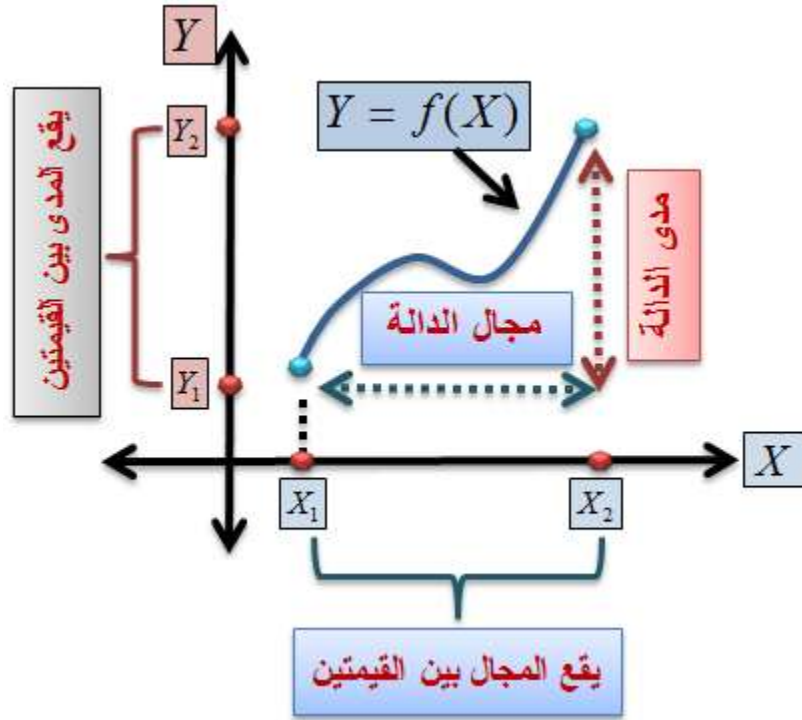 Y
Y₂
Y = f(X)
يقع المدى بين القيمتين
مدى الدالة
مجال الدالة
Y₁
X
X₁
X₂
يقع المجال بين القيمتين